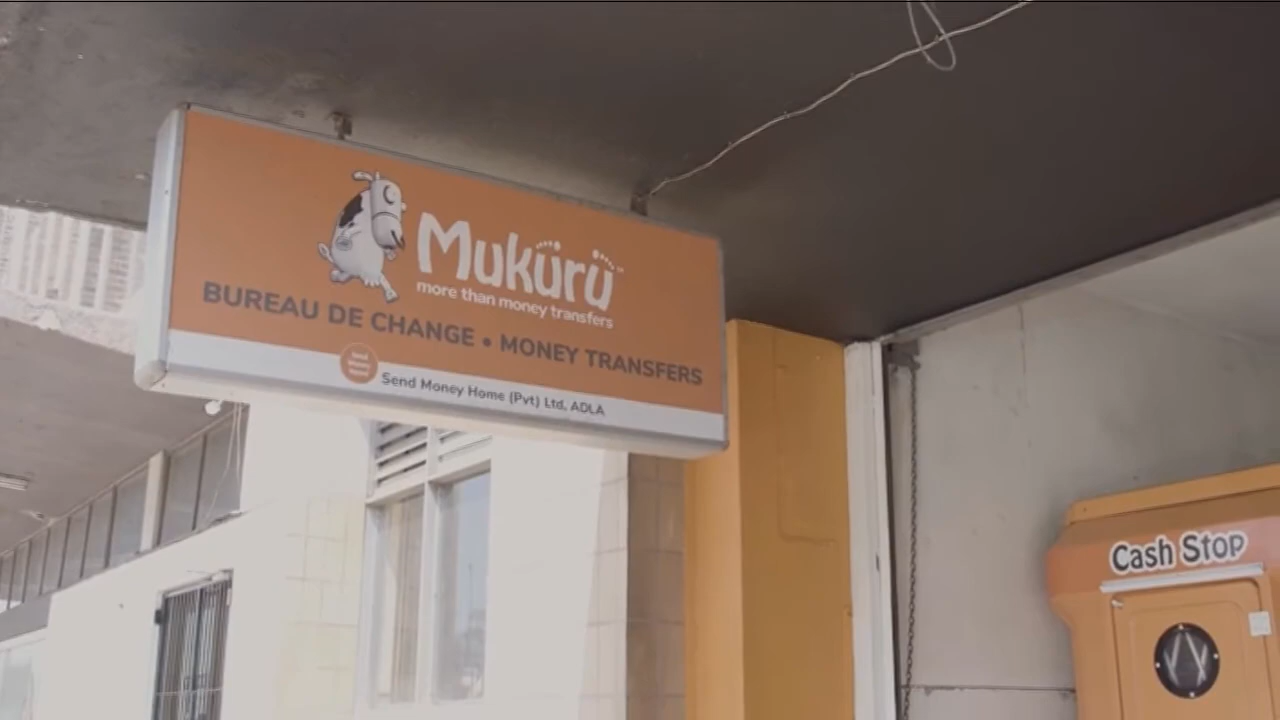 Mukuru
more than money transfers
BUREAU DE CHANGE • MONEY TRANSFERS
Send Money Home (Pvt) Ltd, ADLA
Cash Stop